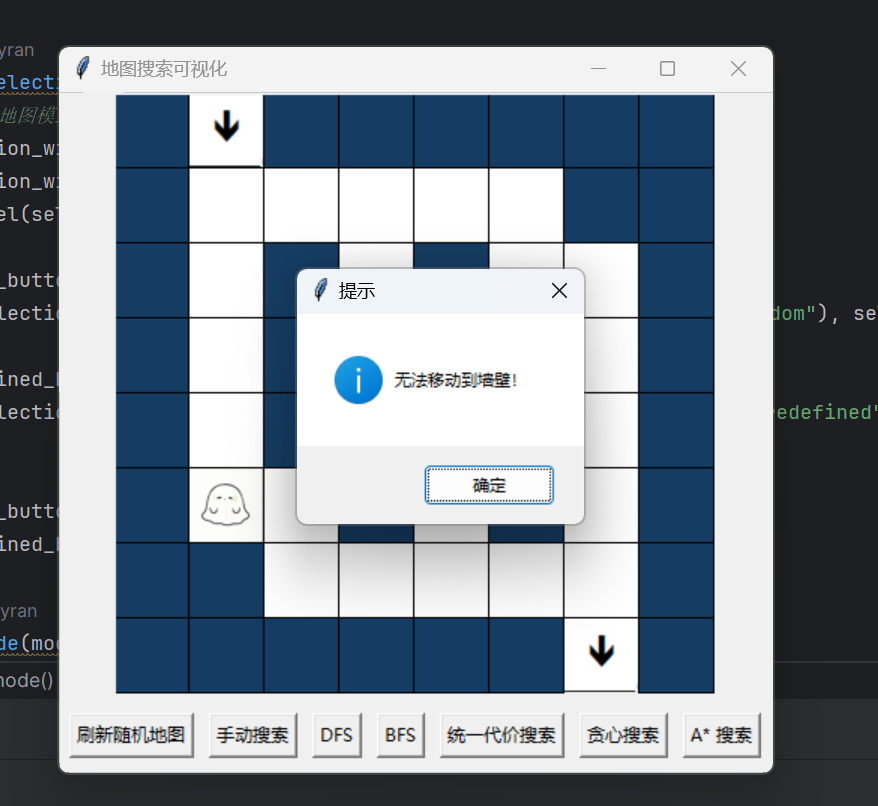 yran
地图搜索可视化
electi
地图模
ion_w
ion_wi
el(sel
_butto
lectio
dom"), se
提示
无法移动到墙壁!
确定
ined_b
lectio
edefined"
_butto
ined_b
yran
de(mod
node()
刷新随机地图 手动搜索 DFS BFS 统一代价搜索 贪心搜索 A* 搜索